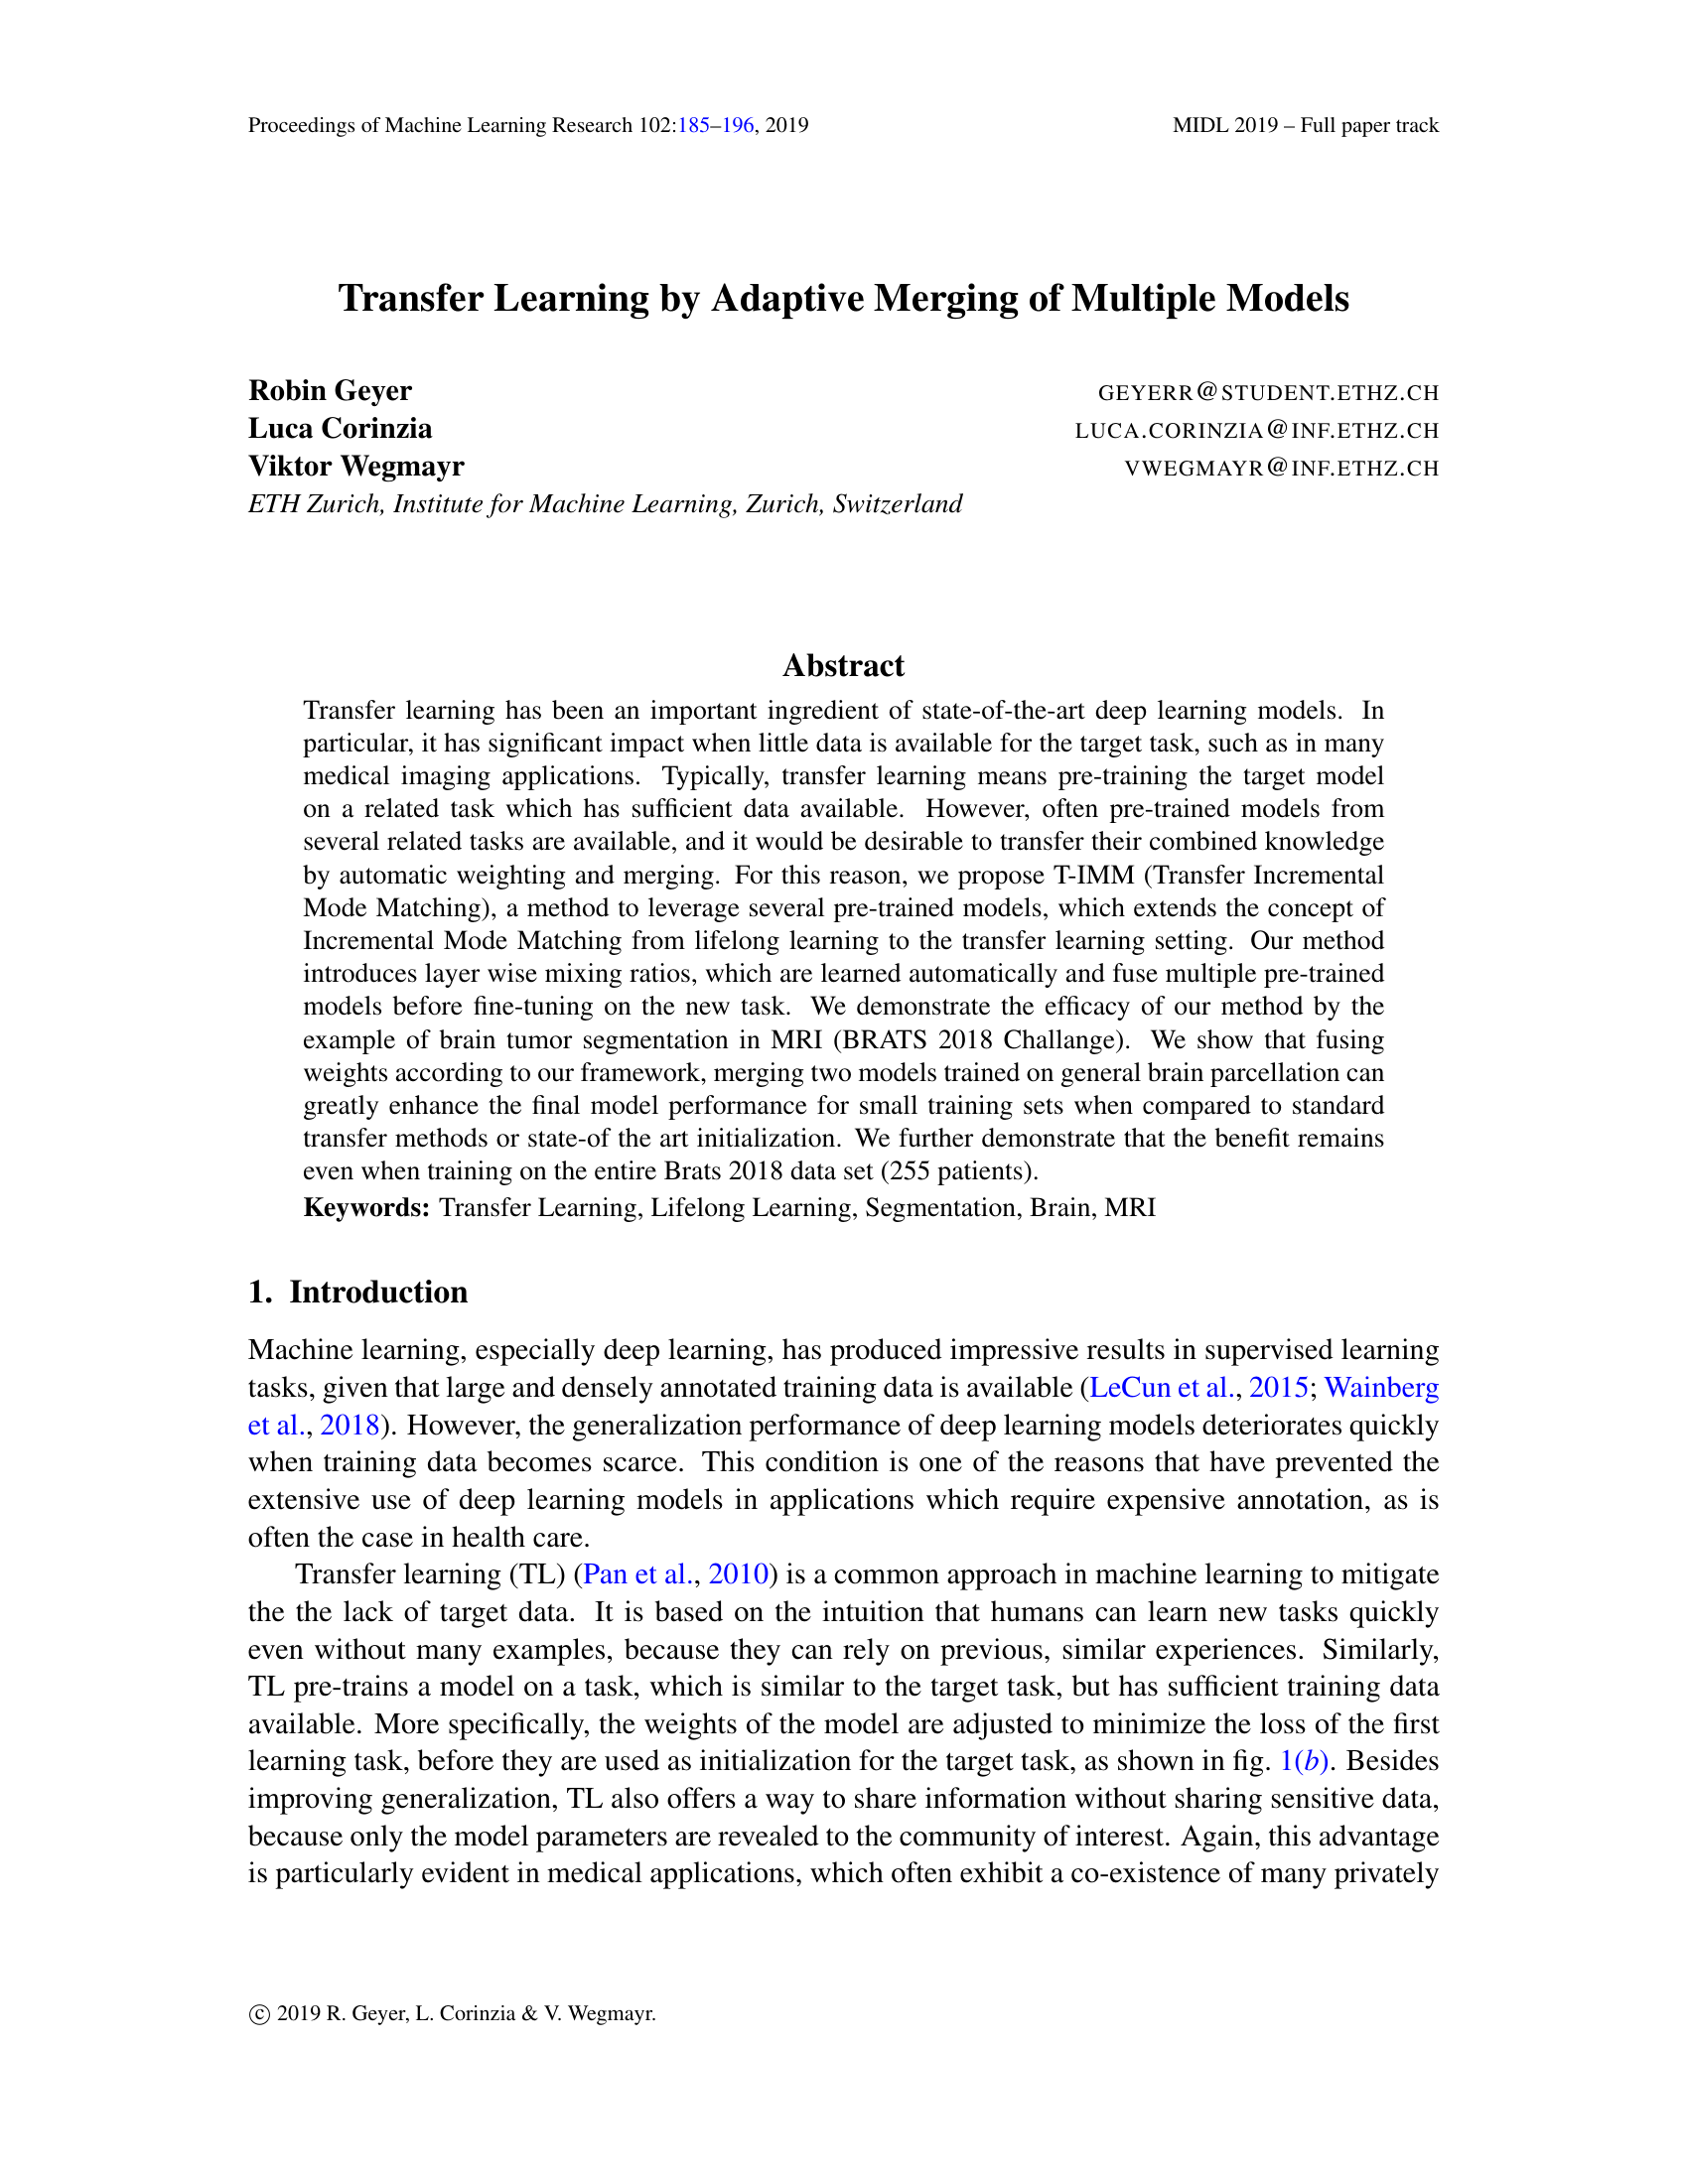 Proceedings of Machine Learning Research 102:185–196, 2019 MIDL 2019 – Full paper track
Transfer Learning by Adaptive Merging of Multiple Models
Robin Geyer GEYERR@STUDENT.ETHZ.CH
Luca Corinzia LUCA.CORINZIA@INF.ETHZ.CH
Viktor Wegmayr VWEGMAYR@INF.ETHZ.CH
ETH Zurich, Institute for Machine Learning, Zurich, Switzerland
Abstract
Transfer learning has been an important ingredient of state-of-the-art deep learning models. In
particular, it has significant impact when little data is available for the target task, such as in many
medical imaging applications. Typically, transfer learning means pre-training the target model
on a related task which has sufficient data available. However, often pre-trained models from
several related tasks are available, and it would be desirable to transfer their combined knowledge
by automatic weighting and merging. For this reason, we propose T-IMM (Transfer Incremental
Mode Matching), a method to leverage several pre-trained models, which extends the concept of
Incremental Mode Matching from lifelong learning to the transfer learning setting. Our method
introduces layer wise mixing ratios, which are learned automatically and fuse multiple pre-trained
models before fine-tuning on the new task. We demonstrate the efficacy of our method by the
example of brain tumor segmentation in MRI (BRATS 2018 Challange). We show that fusing
weights according to our framework, merging two models trained on general brain parcellation can
greatly enhance the final model performance for small training sets when compared to standard
transfer methods or state-of the art initialization. We further demonstrate that the benefit remains
even when training on the entire Brats 2018 data set (255 patients).
Keywords: Transfer Learning, Lifelong Learning, Segmentation, Brain, MRI
1. Introduction
Machine learning, especially deep learning, has produced impressive results in supervised learning
tasks, given that large and densely annotated training data is available (LeCun et al., 2015; Wainberg
et al., 2018). However, the generalization performance of deep learning models deteriorates quickly
when training data becomes scarce. This condition is one of the reasons that have prevented the
extensive use of deep learning models in applications which require expensive annotation, as is
often the case in health care.
Transfer learning (TL) (Pan et al., 2010) is a common approach in machine learning to mitigate
the the lack of target data. It is based on the intuition that humans can learn new tasks quickly
even without many examples, because they can rely on previous, similar experiences. Similarly,
TL pre-trains a model on a task, which is similar to the target task, but has sufficient training data
available. More specifically, the weights of the model are adjusted to minimize the loss of the first
learning task, before they are used as initialization for the target task, as shown in fig. 1(b). Besides
improving generalization, TL also offers a way to share information without sharing sensitive data,
because only the model parameters are revealed to the community of interest. Again, this advantage
is particularly evident in medical applications, which often exhibit a co-existence of many privately
© 2019 R. Geyer, L. Corinzia & V. Wegmayr.